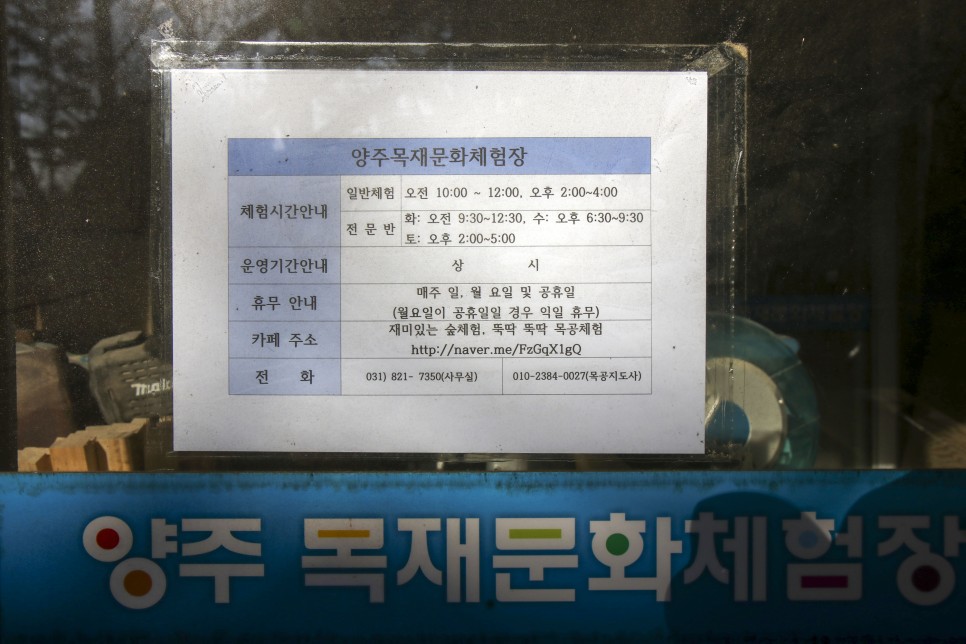 양주목재문화체험장
체험시간안내
일반체험 오전 10:00 ~ 12:00, 오후 2:00~4:00
전 문 반 화: 오전 9:30~12:30, 수: 오후 6:30~9:30
토: 오후 2:00~5:00
운영기간안내 상 시
휴무 안내 매주 일, 월 요일 및 공휴일
(월요일이 공휴일일 경우 익일 휴무)
카페 주소 재미있는 숲체험, 뚝딱 뚝딱 목공체험
http://naver.me/FzGqX1gQ
전 화 031) 821- 7350(사무실) 010-2384-0027(목공지도사)
양주 목재문화체험장